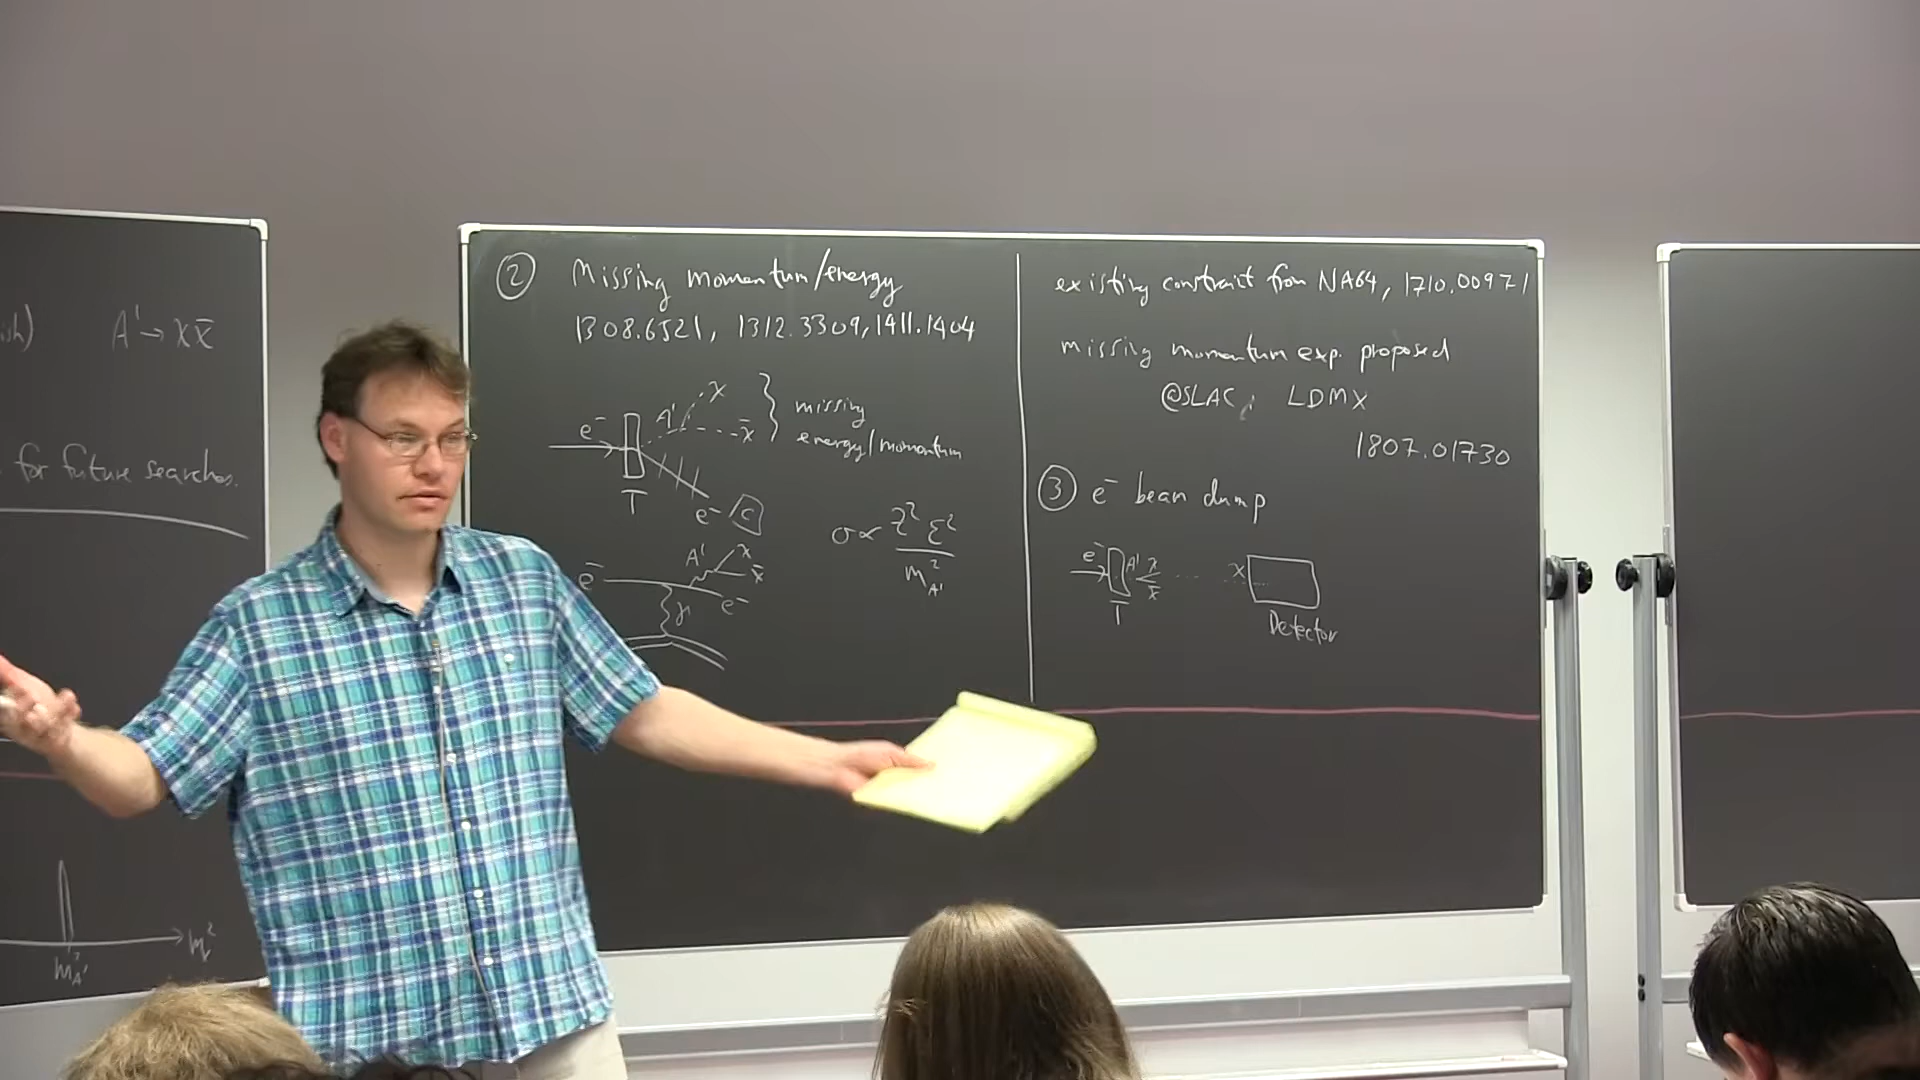 A' → χχ̄
for future searches.
m²
m²_A'
② Missing momentum/energy
1308.6521, 1312.3309, 1411.1404
e⁻
A'
χ
χ̄
T
e⁻
C
missing
energy/momentum
e⁻
A'
χ
χ̄
e⁻
γ
σ ∝ Z² ε² / m²_A'
existing constraint from NA64, 1710.00971
missing momentum exp. proposed
@SLAC: LDMX
1807.01730
③ e⁻ beam dump
e⁻
A'
χ
χ̄
T
χ
Detector